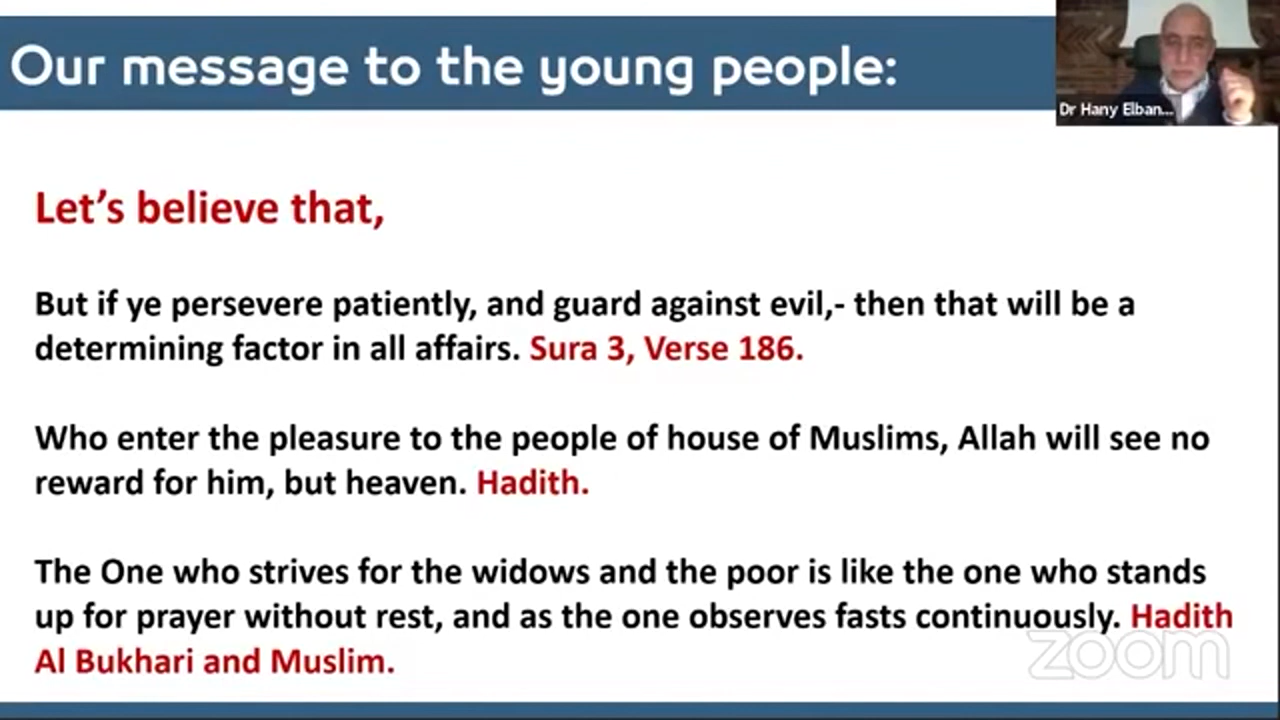 Our message to the young people:
Dr Hany Elban...
Let's believe that,
But if ye persevere patiently, and guard against evil,- then that will be a
determining factor in all affairs. Sura 3, Verse 186.
Who enter the pleasure to the people of house of Muslims, Allah will see no
reward for him, but heaven. Hadith.
The One who strives for the widows and the poor is like the one who stands
up for prayer without rest, and as the one observes fasts continuously. Hadith
Al Bukhari and Muslim.
zoom